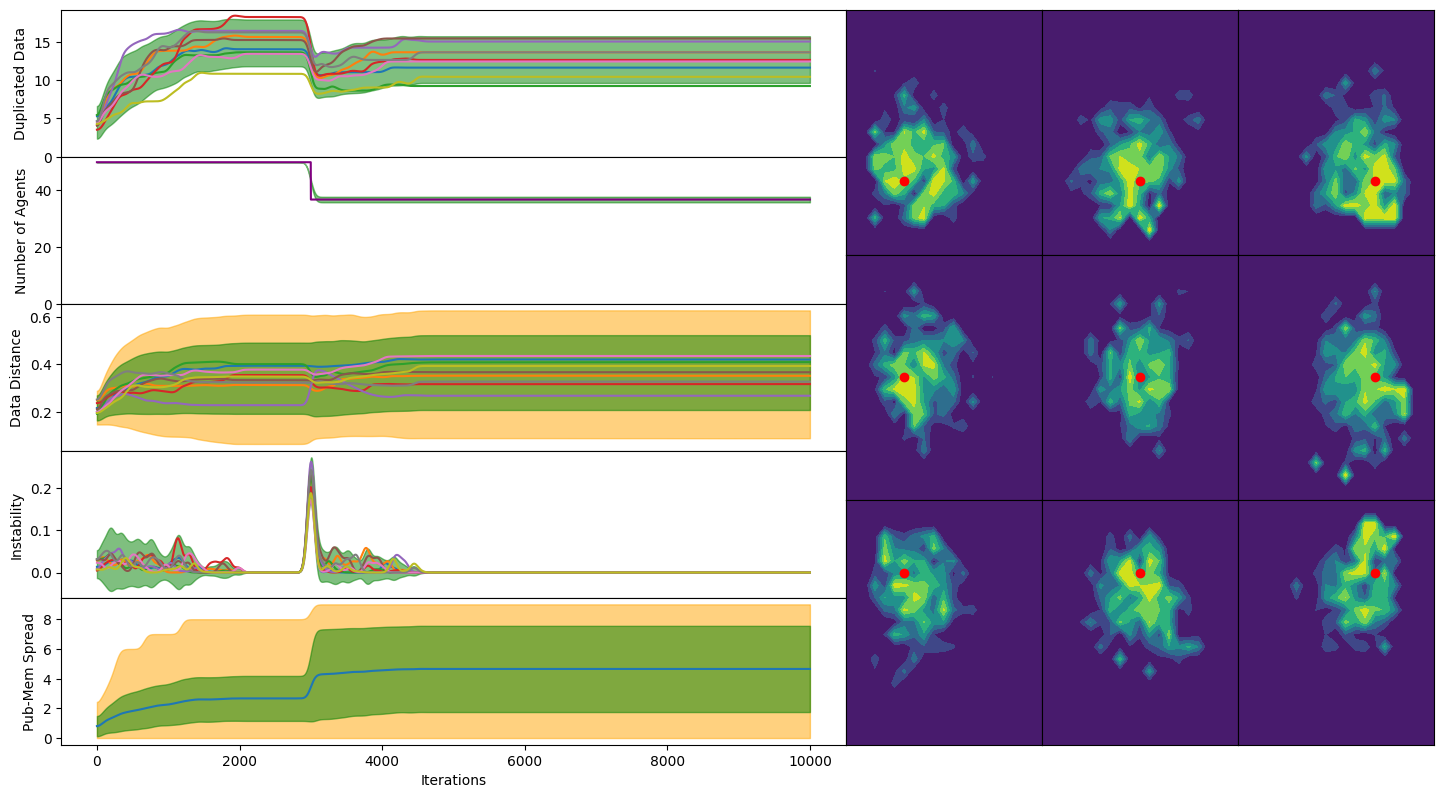 Duplicated Data
15
10
5
0
Number of Agents
40
20
0
Data Distance
0.6
0.4
0.2
Instability
0.2
0.1
0.0
Pub-Mem Spread
8
6
4
2
0
0 2000 4000 6000 8000 10000
Iterations